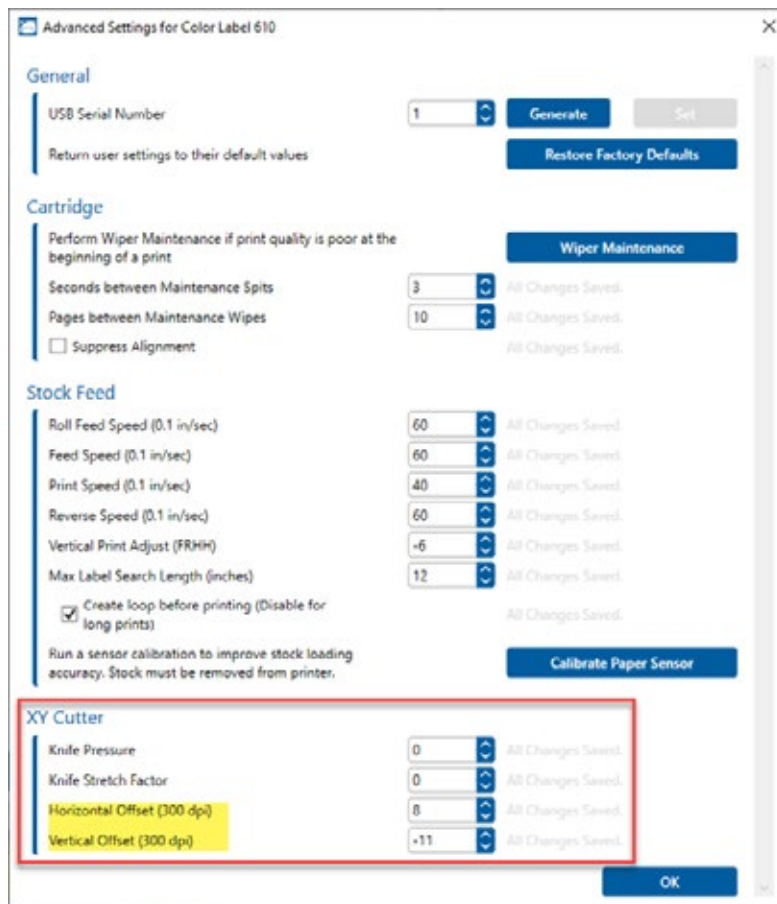 Advanced Settings for Color Label 610
General
USB Serial Number 1 Generate Set
Return user settings to their default values Restore Factory Defaults
Cartridge
Perform Wiper Maintenance if print quality is poor at the
beginning of a print Wiper Maintenance
Seconds between Maintenance Spits 3 All Changes Saved.
Pages between Maintenance Wipes 10 All Changes Saved.
Suppress Alignment All Changes Saved.
Stock Feed
Roll Feed Speed (0.1 in/sec) 60 All Changes Saved.
Feed Speed (0.1 in/sec) 60 All Changes Saved.
Print Speed (0.1 in/sec) 40 All Changes Saved.
Reverse Speed (0.1 in/sec) 60 All Changes Saved.
Vertical Print Adjust (FRHH) -6 All Changes Saved.
Max Label Search Length (inches) 12 All Changes Saved.
Create loop before printing (Disable for
long prints) All Changes Saved.
Run a sensor calibration to improve stock loading
accuracy. Stock must be removed from printer. Calibrate Paper Sensor
XY Cutter
Knife Pressure 0 All Changes Saved.
Knife Stretch Factor 0 All Changes Saved.
Horizontal Offset (300 dpi) 8 All Changes Saved.
Vertical Offset (300 dpi) -11 All Changes Saved.
OK